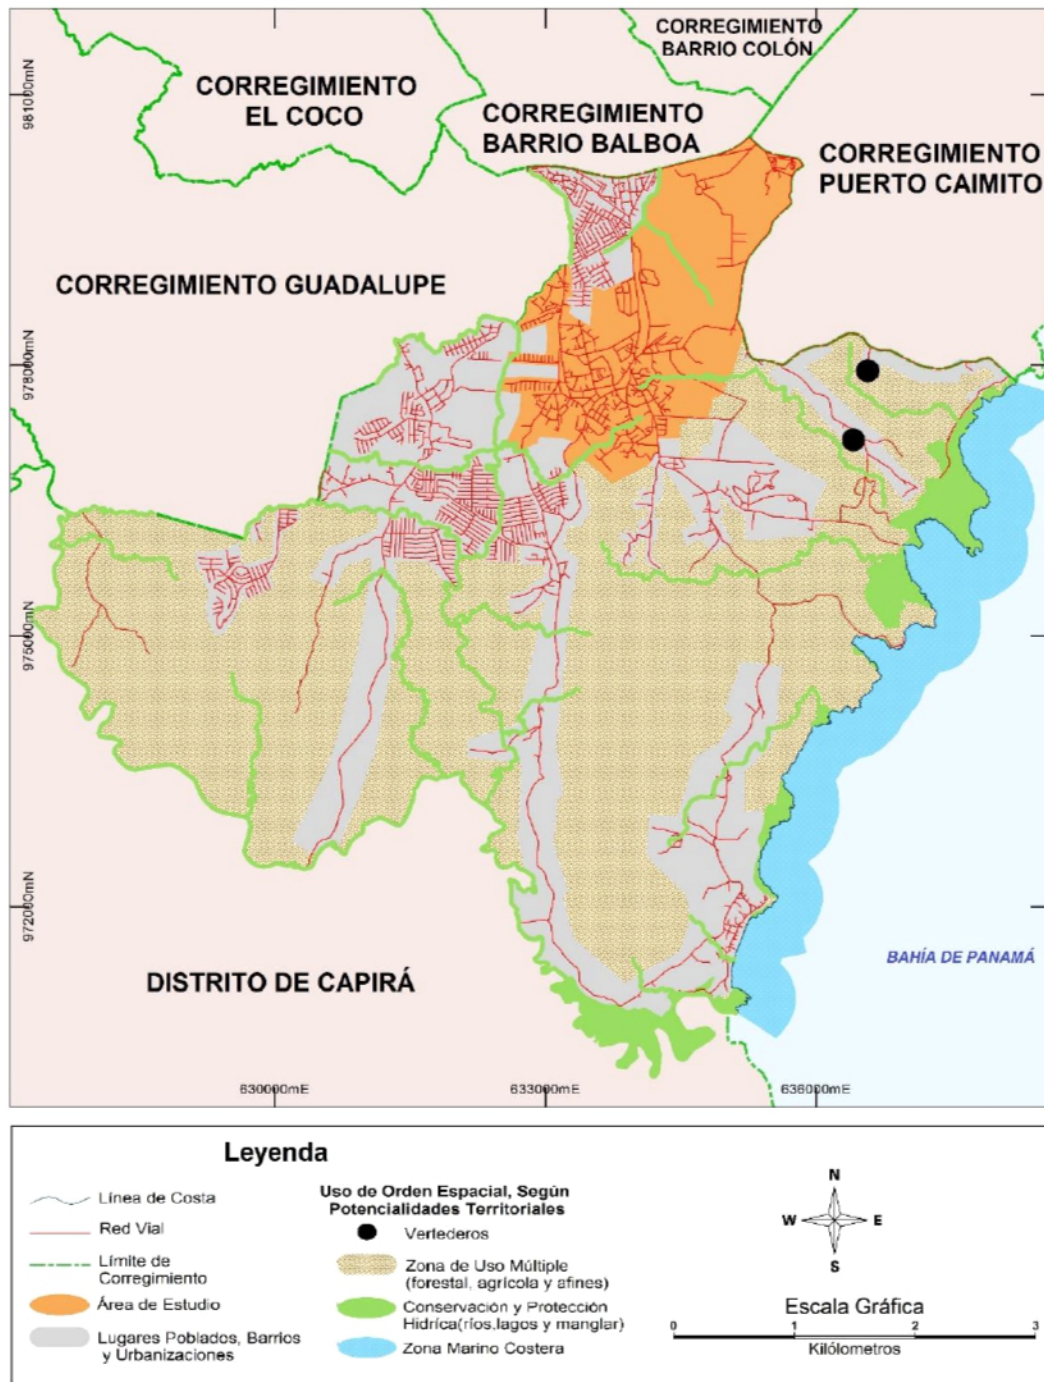 CORREGIMIENTO
BARRIO COLÓN
CORREGIMIENTO
EL COCO
CORREGIMIENTO
BARRIO BALBOA
CORREGIMIENTO
PUERTO CAIMITO
CORREGIMIENTO GUADALUPE
981000mN
978000mN
975000mN
972000mN
BAHÍA DE PANAMÁ
DISTRITO DE CAPIRÁ
630000mE
633000mE
636000mE
Leyenda
Línea de Costa
Red Vial
Límite de
Corregimiento
Área de Estudio
Lugares Poblados, Barrios
y Urbanizaciones
Uso de Orden Espacial, Según
Potencialidades Territoriales
Vertederos
Zona de Uso Múltiple
(forestal, agrícola y afines)
Conservación y Protección
Hidríca(ríos,lagos y manglar)
Zona Marino Costera
N
W
E
S
Escala Gráfica
0
1
2
3
Kilólometros